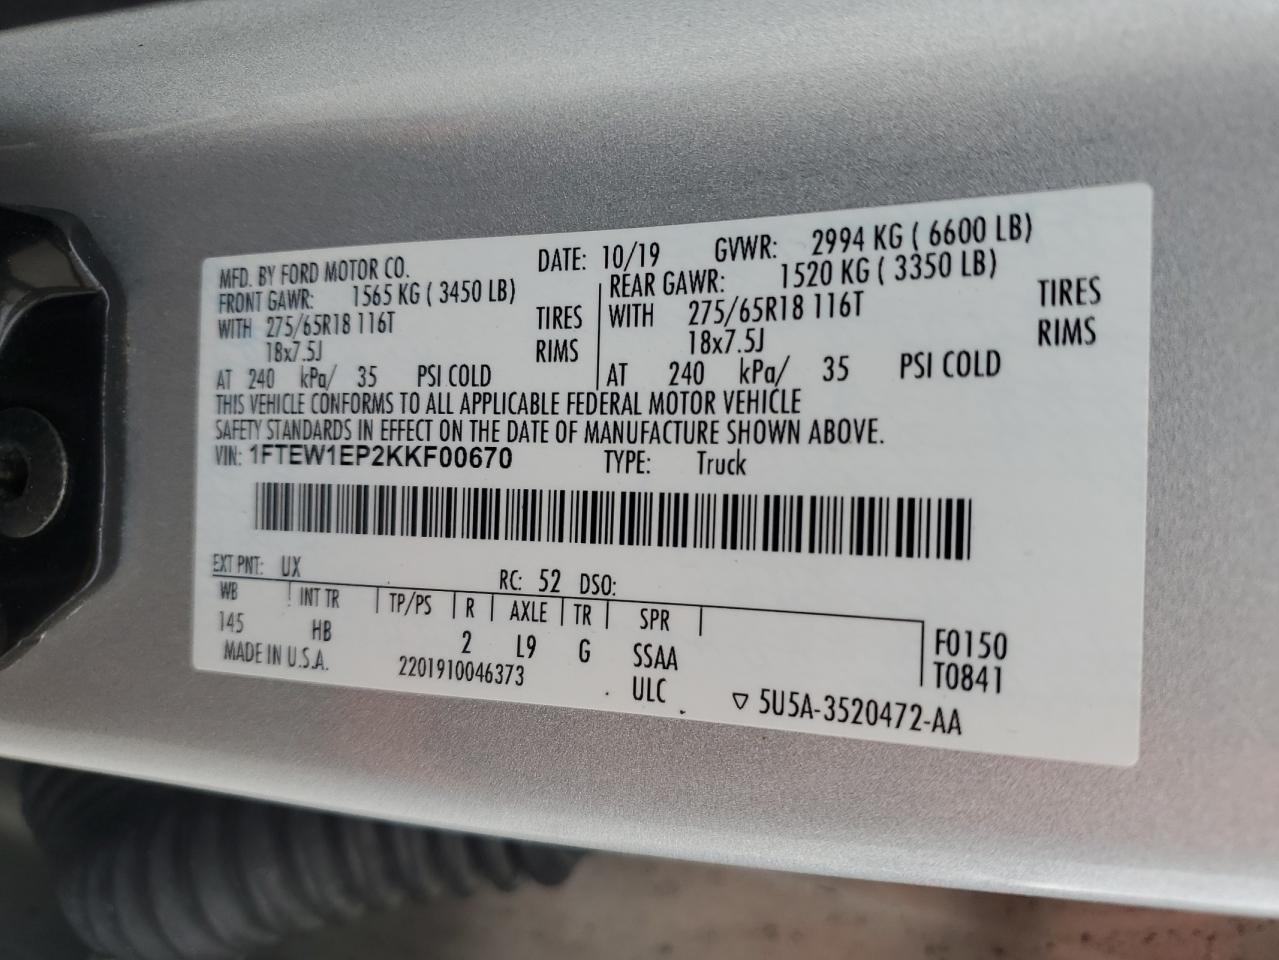 MFD. BY FORD MOTOR CO. DATE: 10/19 GVWR: 2994 KG ( 6600 LB)
FRONT GAWR: 1565 KG ( 3450 LB) REAR GAWR: 1520 KG ( 3350 LB)
WITH 275/65R18 116T TIRES WITH 275/65R18 116T TIRES
18x7.5J RIMS 18x7.5J RIMS
AT 240 kPa/ 35 PSI COLD AT 240 kPa/ 35 PSI COLD
THIS VEHICLE CONFORMS TO ALL APPLICABLE FEDERAL MOTOR VEHICLE
SAFETY STANDARDS IN EFFECT ON THE DATE OF MANUFACTURE SHOWN ABOVE.
VIN: 1FTEW1EP2KKF00670 TYPE: Truck
EXT PNT: UX RC: 52 DSO:
WB INT TR TP/PS R AXLE TR SPR
145 HB 2 L9 G SSAA F0150
MADE IN U.S.A. 2201910046373 ULC T0841
▽ 5U5A-3520472-AA